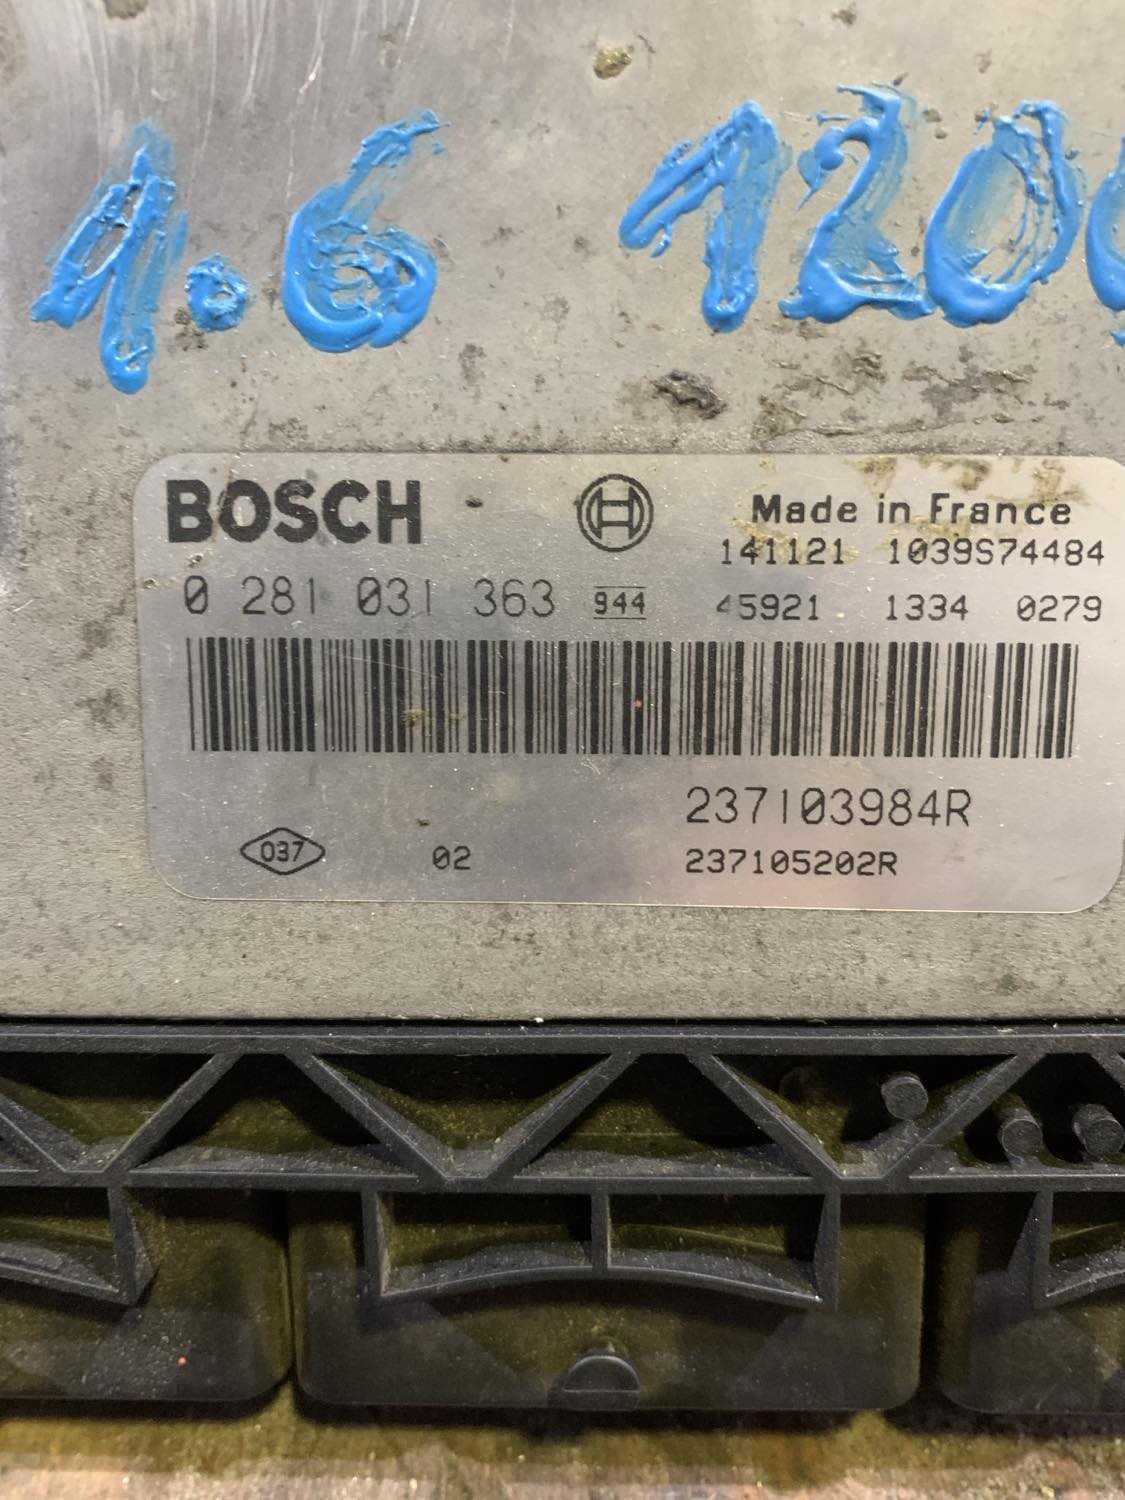 1.6 120
BOSCH Made in France
141121 1039S74484
0 281 031 363 944 45921 1334 0279
237103984R
037 02 237105202R